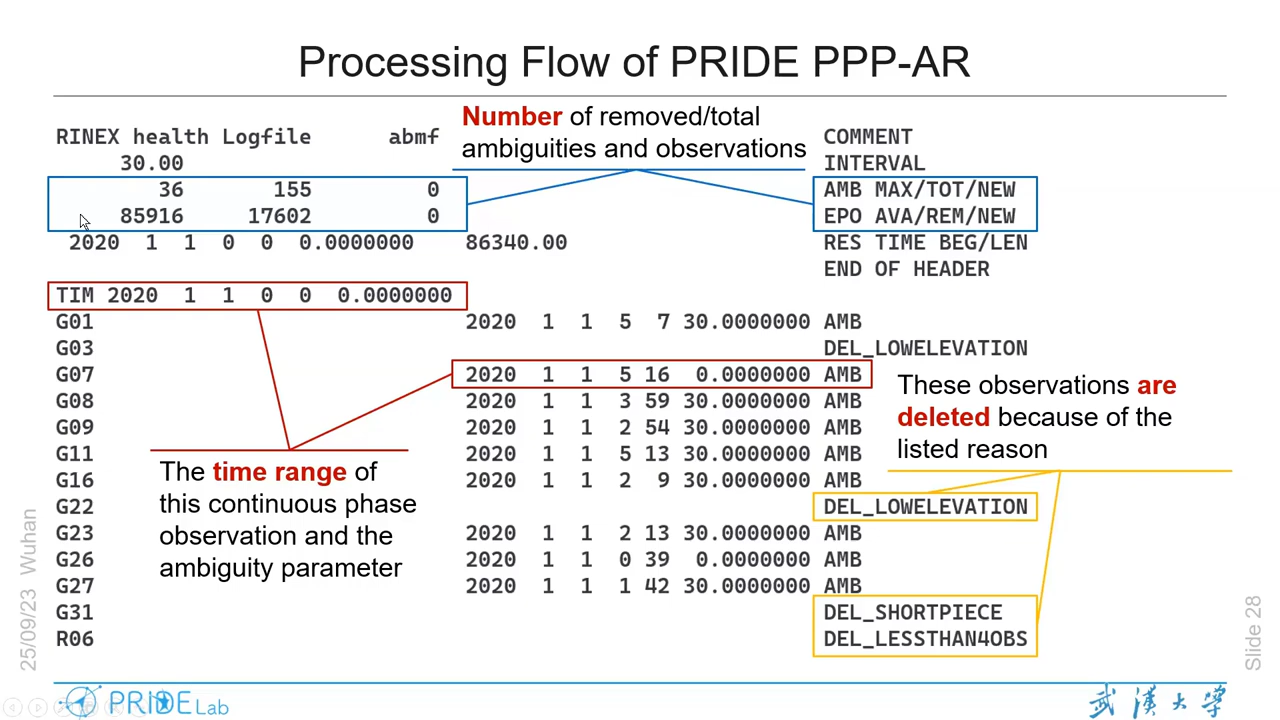 Processing Flow of PRIDE PPP-AR
RINEX health Logfile abmf COMMENT
30.00 INTERVAL
36 155 0 AMB MAX/TOT/NEW
85916 17602 0 EPO AVA/REM/NEW
2020 1 1 0 0 0.0000000 86340.00 RES TIME BEG/LEN
END OF HEADER
Number of removed/total
ambiguities and observations
TIM 2020 1 1 0 0 0.0000000
G01 2020 1 1 5 7 30.0000000 AMB
G03 DEL_LOWELEVATION
G07 2020 1 1 5 16 0.0000000 AMB
G08 2020 1 1 3 59 30.0000000 AMB
G09 2020 1 1 2 54 30.0000000 AMB
G11 2020 1 1 5 13 30.0000000 AMB
G16 2020 1 1 2 9 30.0000000 AMB
G22 DEL_LOWELEVATION
G23 2020 1 1 2 13 30.0000000 AMB
G26 2020 1 1 0 39 0.0000000 AMB
G27 2020 1 1 1 42 30.0000000 AMB
G31 DEL_SHORTPIECE
R06 DEL_LESSTHAN4OBS
The time range of
this continuous phase
observation and the
ambiguity parameter
These observations are
deleted because of the
listed reason
25/09/23 Wuhan
Slide 28
PRIDE Lab
武漢大学